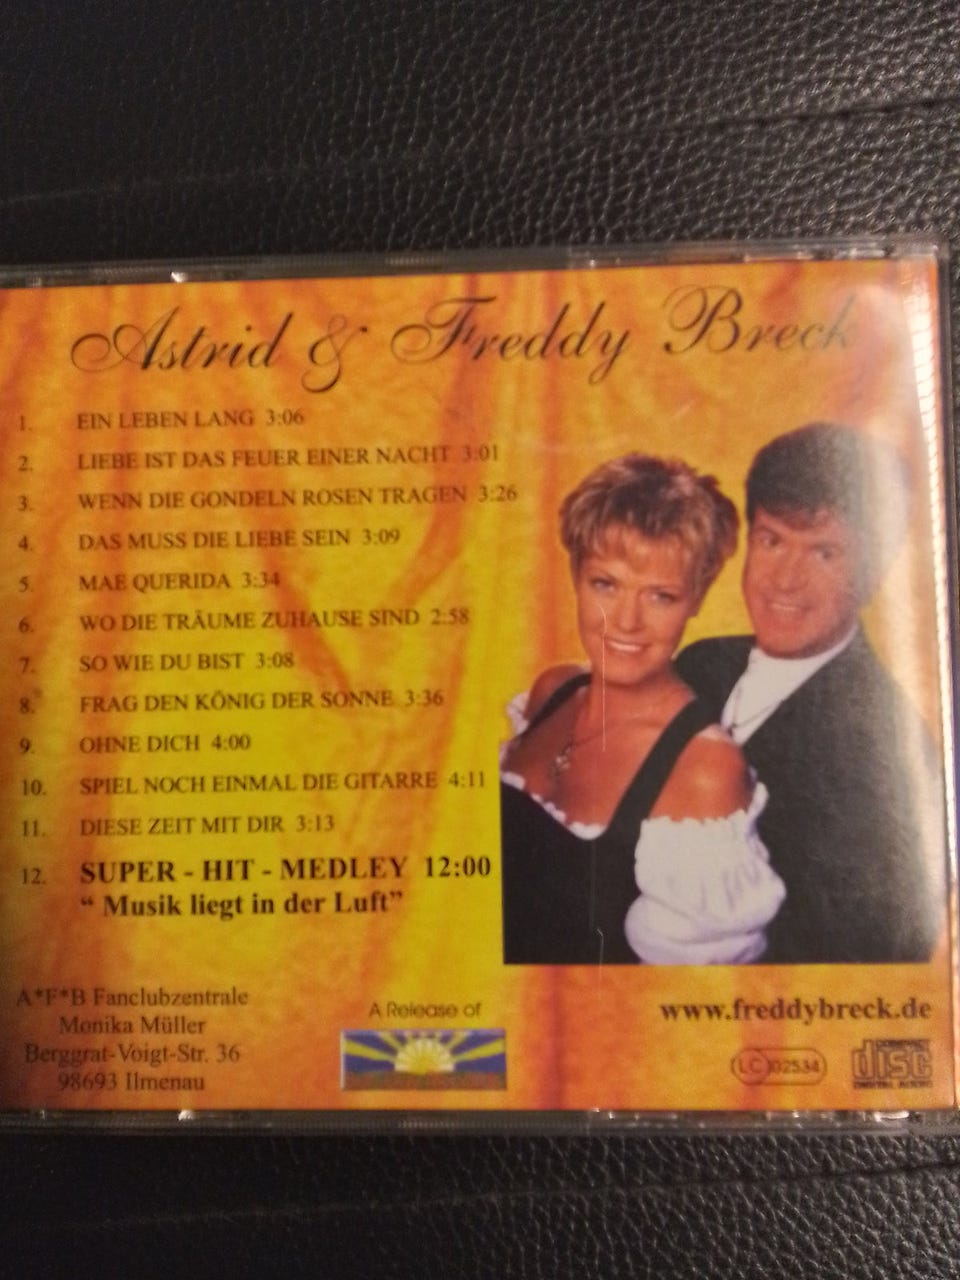 Astrid & Freddy Breck
1. EIN LEBEN LANG 3:06
2. LIEBE IST DAS FEUER EINER NACHT 3:01
3. WENN DIE GONDELN ROSEN TRAGEN 3:26
4. DAS MUSS DIE LIEBE SEIN 3:09
5. MAE QUERIDA 3:34
6. WO DIE TRÄUME ZUHAUSE SIND 2:58
7. SO WIE DU BIST 3:08
8. FRAG DEN KÖNIG DER SONNE 3:36
9. OHNE DICH 4:00
10. SPIEL NOCH EINMAL DIE GITARRE 4:11
11. DIESE ZEIT MIT DIR 3:13
12. SUPER - HIT - MEDLEY 12:00
“ Musik liegt in der Luft”
A*F*B Fanclubzentrale
Monika Müller
Berggrat-Voigt-Str. 36
98693 Ilmenau
A Release of
www.freddybreck.de
LC 02534
COMPACT
disc
DIGITAL AUDIO